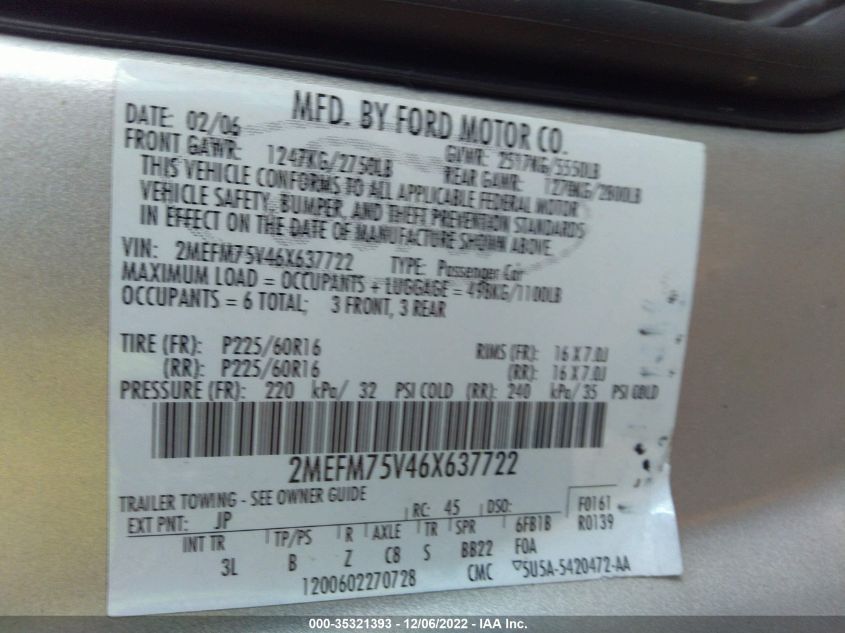 MFD. BY FORD MOTOR CO.
DATE: 02/06 GVWR: 2517KG/5550LB
FRONT GAWR: 1247KG/2750LB REAR GAWR: 1270KG/2800LB
THIS VEHICLE CONFORMS TO ALL APPLICABLE FEDERAL MOTOR
VEHICLE SAFETY, BUMPER, AND THEFT PREVENTION STANDARDS
IN EFFECT ON THE DATE OF MANUFACTURE SHOWN ABOVE.
VIN: 2MEFM75V46X637722 TYPE: Passenger Car
MAXIMUM LOAD = OCCUPANTS + LUGGAGE = 498KG/1100LB
OCCUPANTS = 6 TOTAL; 3 FRONT, 3 REAR
TIRE (FR): P225/60R16 RIMS (FR): 16 X 7.0J
(RR): P225/60R16 (RR): 16 X 7.0J
PRESSURE (FR): 220 kPa/ 32 PSI COLD (RR): 240 kPa/ 35 PSI COLD
2MEFM75V46X637722
TRAILER TOWING - SEE OWNER GUIDE
EXT PNT: JP RC: 45 DSO: F0161
INT TR TP/PS R AXLE TR SPR 6FB1B R0139
3L B Z C8 S BB22 F0A
1200602270728 CMC ▽5U5A-5420472-AA
000-35321393 - 12/06/2022 - IAA Inc.